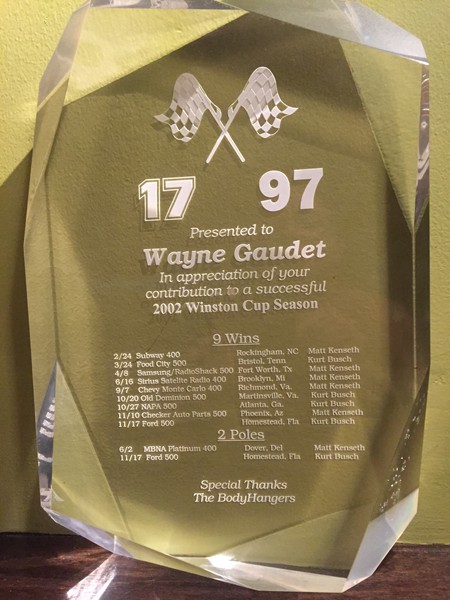 17 97
Presented to
Wayne Gaudet
In appreciation of your
contribution to a successful
2002 Winston Cup Season
9 Wins
2/24 Subway 400 Rockingham, NC Matt Kenseth
3/24 Food City 500 Bristol, Tenn Kurt Busch
4/8 Samsung/RadioShack 500 Fort Worth, Tx Matt Kenseth
6/16 Sirius Satelite Radio 400 Brooklyn, Mi Matt Kenseth
9/7 Chevy Monte Carlo 400 Richmond, Va. Matt Kenseth
10/20 Old Dominion 500 Martinsville, Va. Kurt Busch
10/27 NAPA 500 Atlanta, Ga. Kurt Busch
11/10 Checker Auto Parts 500 Phoenix, Az Matt Kenseth
11/17 Ford 500 Homestead, Fla Kurt Busch
2 Poles
6/2 MBNA Platinum 400 Dover, Del Matt Kenseth
11/17 Ford 500 Homestead, Fla Kurt Busch
Special Thanks
The BodyHangers